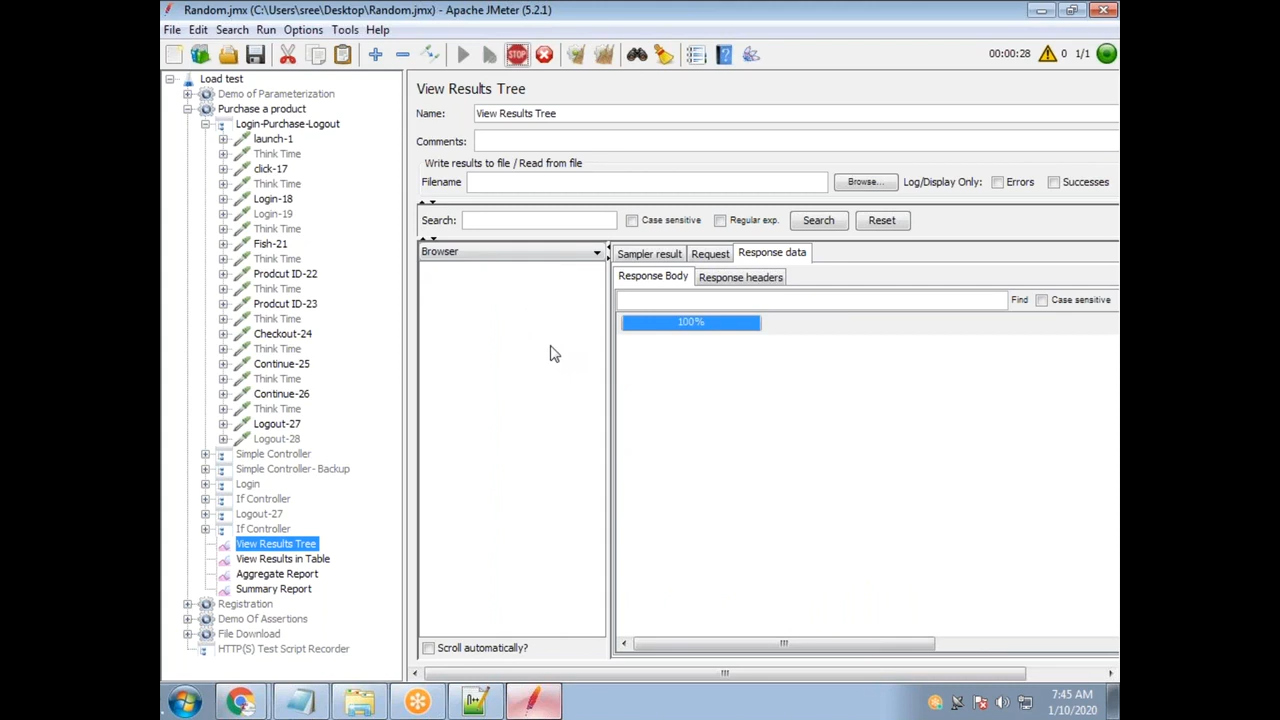 Random.jmx (C:\Users\sree\Desktop\Random.jmx) - Apache JMeter (5.2.1)
File Edit Search Run Options Tools Help
STOP
00:00:28 0 1/1
Load test
Demo of Parameterization
Purchase a product
Login-Purchase-Logout
launch-1
Think Time
click-17
Think Time
Login-18
Login-19
Think Time
Fish-21
Think Time
Prodcut ID-22
Think Time
Prodcut ID-23
Think Time
Checkout-24
Think Time
Continue-25
Think Time
Continue-26
Think Time
Logout-27
Logout-28
Simple Controller
Simple Controller- Backup
Login
If Controller
Logout-27
If Controller
View Results Tree
View Results in Table
Aggregate Report
Summary Report
Registration
Demo Of Assertions
File Download
HTTP(S) Test Script Recorder
View Results Tree
Name: View Results Tree
Comments:
Write results to file / Read from file
Filename Browse... Log/Display Only: Errors Successes
Search: Case sensitive Regular exp. Search Reset
Browser
Sampler result Request Response data
Response Body Response headers
Find Case sensitive
100%
Scroll automatically?
7:45 AM
1/10/2020